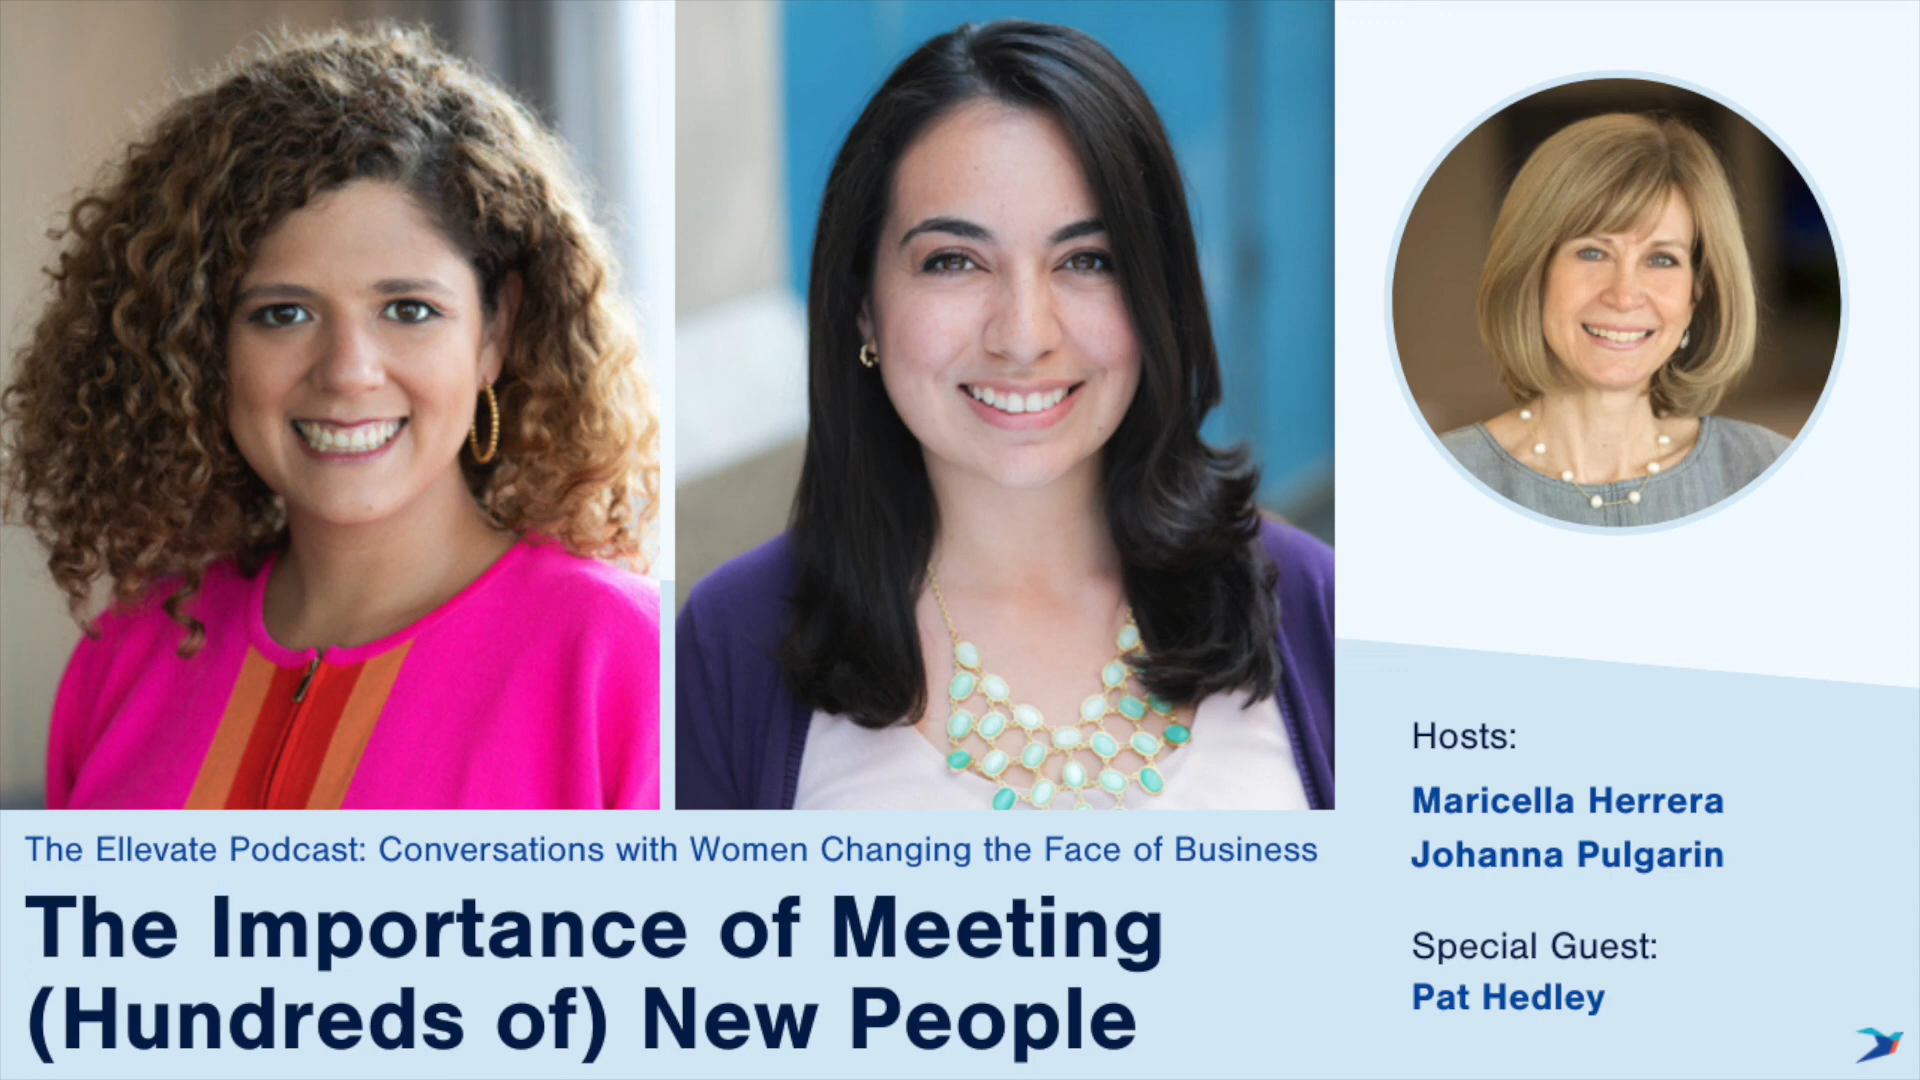 The Ellevate Podcast: Conversations with Women Changing the Face of Business
The Importance of Meeting
(Hundreds of) New People
Hosts:
Maricella Herrera
Johanna Pulgarin
Special Guest:
Pat Hedley